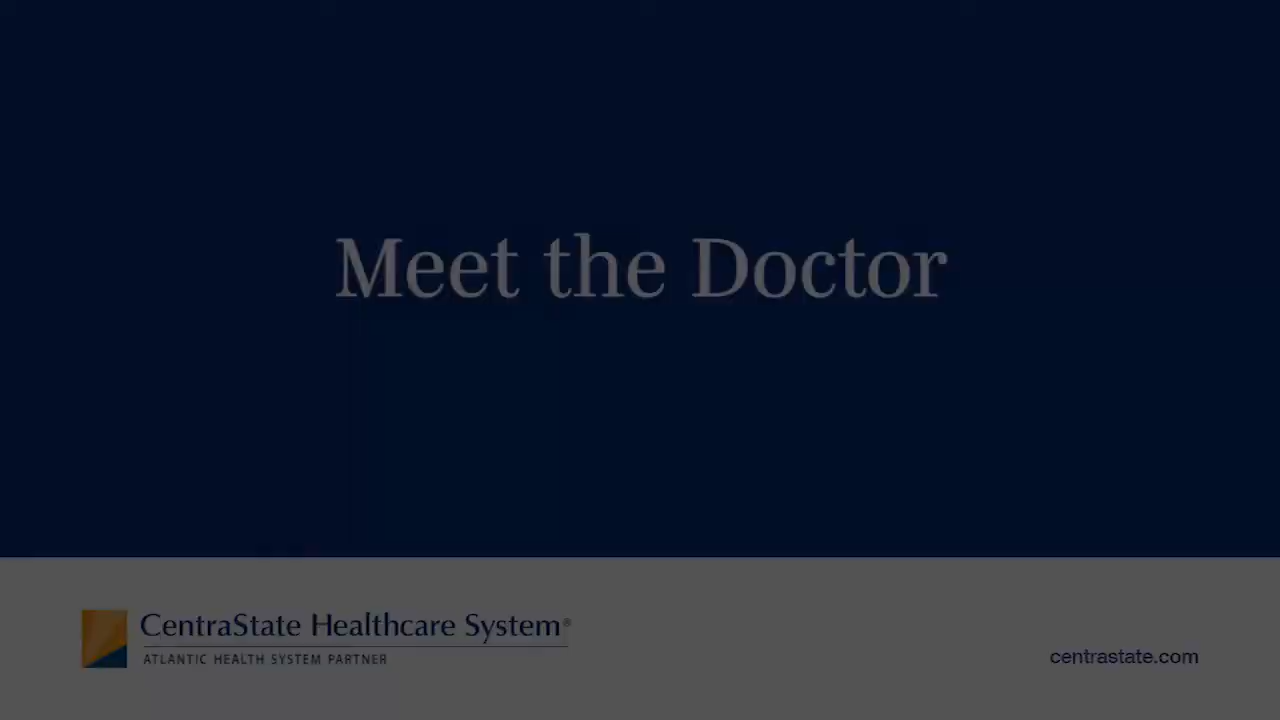 Meet the Doctor
CentraState Healthcare System®
ATLANTIC HEALTH SYSTEM PARTNER
centrastate.com